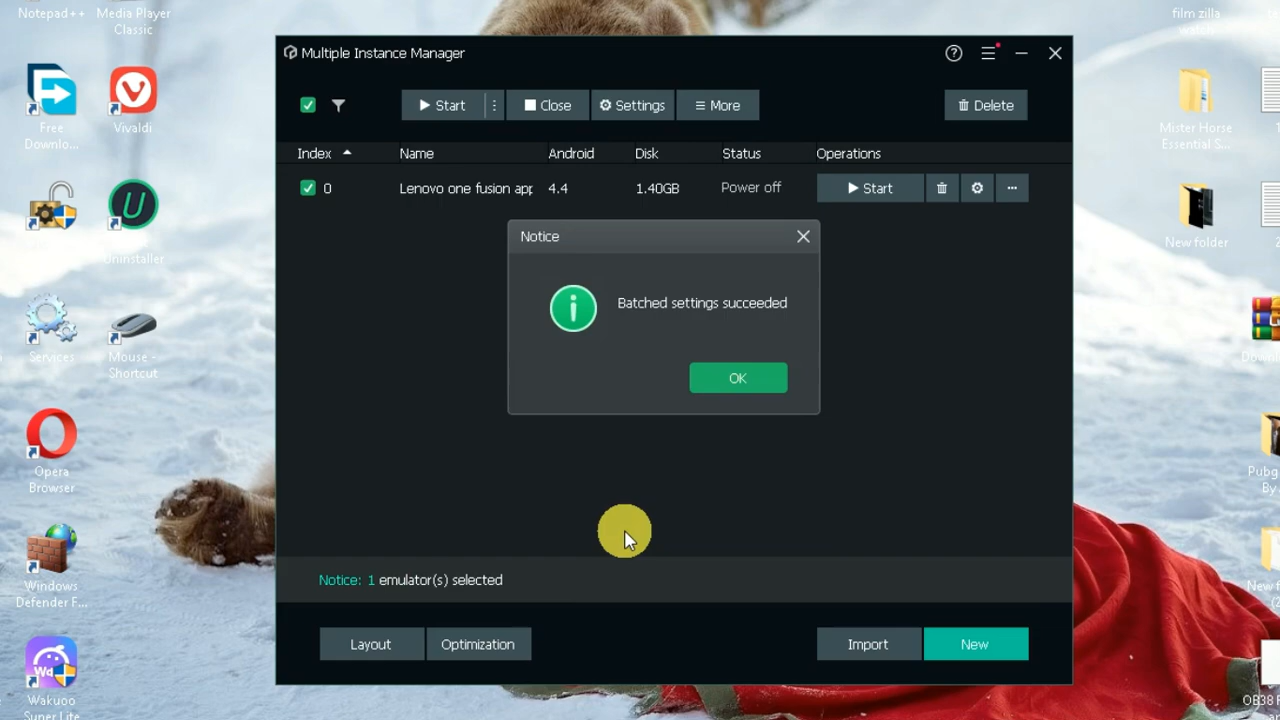 Notepad++
Media Player
Classic
film zilla
watch
Multiple Instance Manager
Start
Close
Settings
More
Delete
Free
Downlo...
Vivaldi
Mister Horse
Essential S...
Index
Name
Android
Disk
Status
Operations
0
Lenovo one fusion app
4.4
1.40GB
Power off
Start
Notice
Uninstaller
New folder
Batched settings succeeded
OK
Services
Mouse -
Shortcut
Opera
Browser
Pubg
By
Notice: 1 emulator(s) selected
Windows
Defender F...
Layout
Optimization
Import
New
Wakuoo
Super Lite